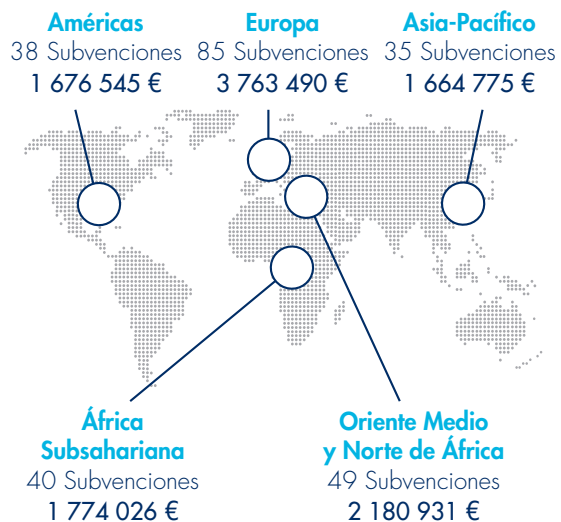 Américas
38 Subvenciones
1 676 545 €
Europa
85 Subvenciones
3 763 490 €
Asia-Pacífico
35 Subvenciones
1 664 775 €
África
Subsahariana
40 Subvenciones
1 774 026 €
Oriente Medio
y Norte de África
49 Subvenciones
2 180 931 €